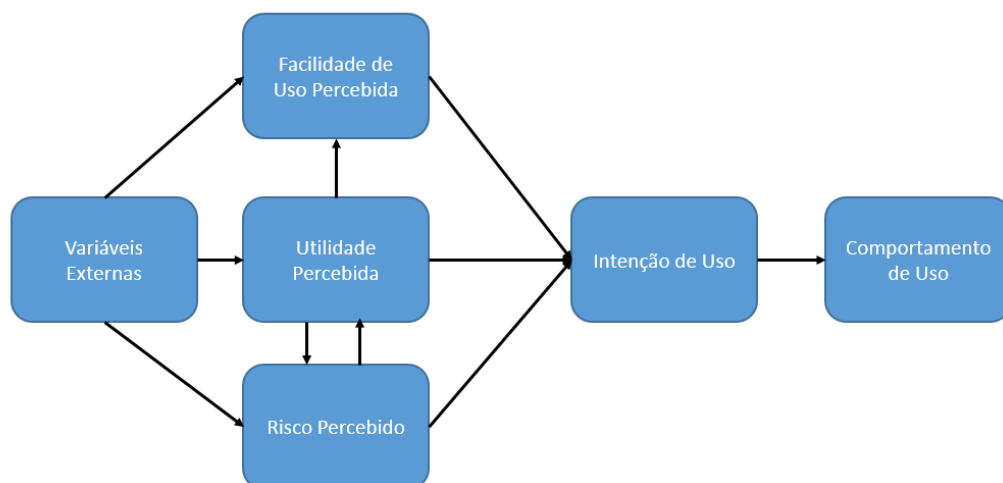 Facilidade de
Uso Percebida
Variáveis
Externas
Utilidade
Percebida
Intenção de Uso
Comportamento
de Uso
Risco Percebido